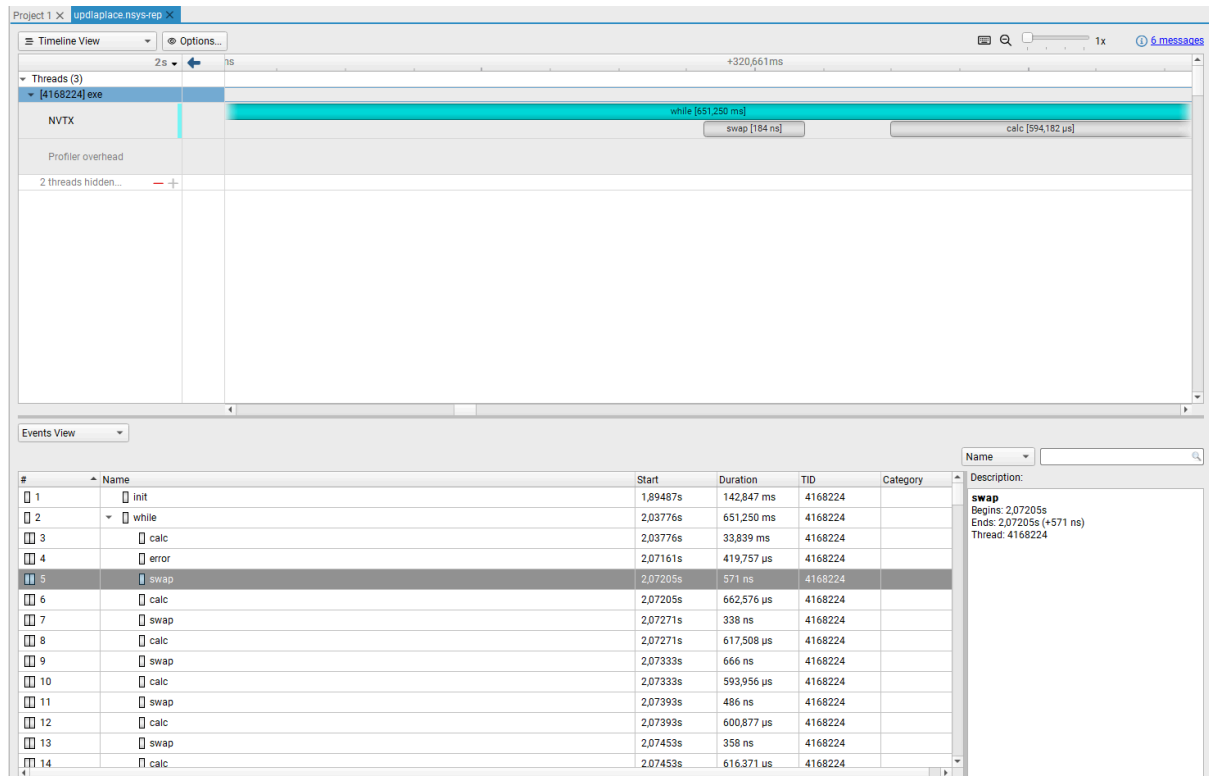 Project 1 updlaplace.nsys-rep
Timeline View Options... 1x 6 messages
2s ns +320,661ms
Threads (3)
[4168224] exe
while [651,250 ms]
NVTX
swap [184 ns] calc [594,182 µs]
Profiler overhead
2 threads hidden...
Events View
Name
# Name Start Duration TID Category Description:
1 init 1,89487s 142,847 ms 4168224
2 while 2,03776s 651,250 ms 4168224
3 calc 2,03776s 33,839 ms 4168224
4 error 2,07161s 419,757 µs 4168224
5 swap 2,07205s 571 ns 4168224
6 calc 2,07205s 662,576 µs 4168224
7 swap 2,07271s 338 ns 4168224
8 calc 2,07271s 617,508 µs 4168224
9 swap 2,07333s 666 ns 4168224
10 calc 2,07333s 593,956 µs 4168224
11 swap 2,07393s 486 ns 4168224
12 calc 2,07393s 600,877 µs 4168224
13 swap 2,07453s 358 ns 4168224
14 calc 2,07453s 616,371 µs 4168224
swap
Begins: 2,07205s
Ends: 2,07205s (+571 ns)
Thread: 4168224